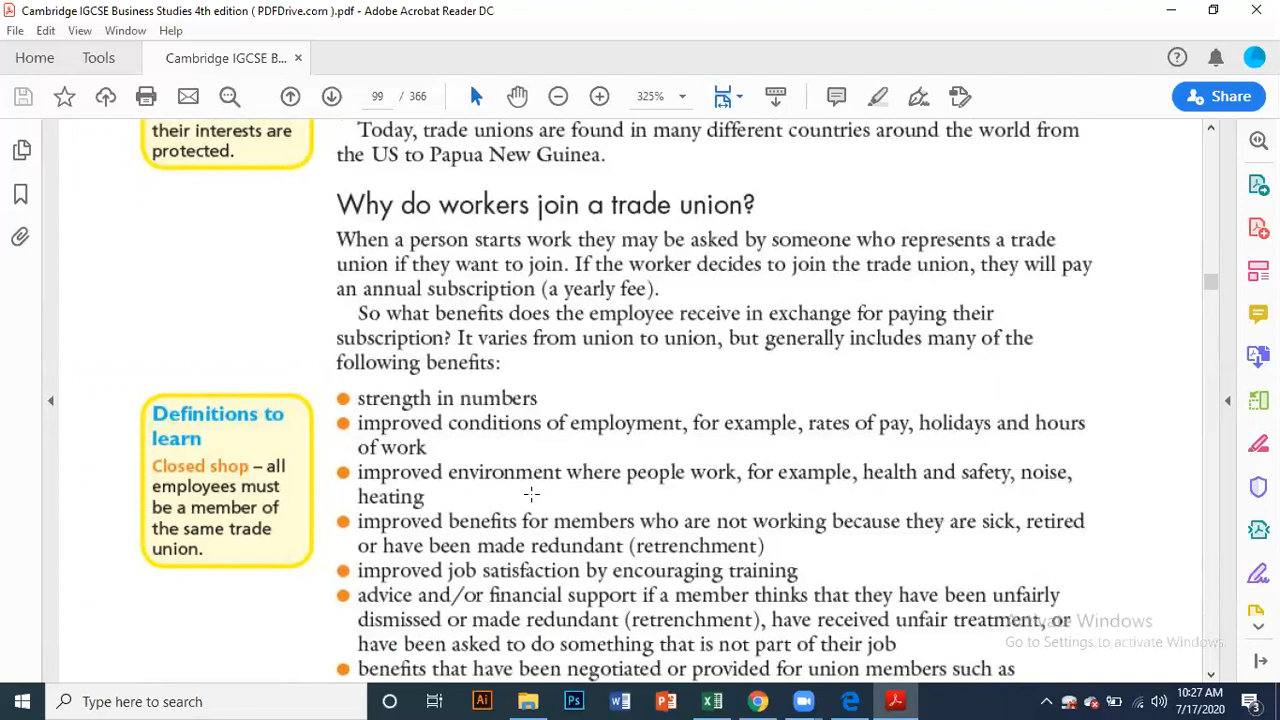 Cambridge IGCSE Business Studies 4th edition ( PDFDrive.com ).pdf - Adobe Acrobat Reader DC
File Edit View Window Help
Home Tools Cambridge IGCSE B... ×
99 / 366 325% Share
their interests are
protected.
Today, trade unions are found in many different countries around the world from
the US to Papua New Guinea.
Why do workers join a trade union?
When a person starts work they may be asked by someone who represents a trade
union if they want to join. If the worker decides to join the trade union, they will pay
an annual subscription (a yearly fee).
So what benefits does the employee receive in exchange for paying their
subscription? It varies from union to union, but generally includes many of the
following benefits:
Definitions to
learn
Closed shop – all
employees must
be a member of
the same trade
union.
● strength in numbers
● improved conditions of employment, for example, rates of pay, holidays and hours
of work
● improved environment where people work, for example, health and safety, noise,
heating
● improved benefits for members who are not working because they are sick, retired
or have been made redundant (retrenchment)
● improved job satisfaction by encouraging training
● advice and/or financial support if a member thinks that they have been unfairly
dismissed or made redundant (retrenchment), have received unfair treatment, or
have been asked to do something that is not part of their job
● benefits that have been negotiated or provided for union members such as
Activate Windows
Go to Settings to activate Windows.
Type here to search
10:27 AM
7/17/2020
3